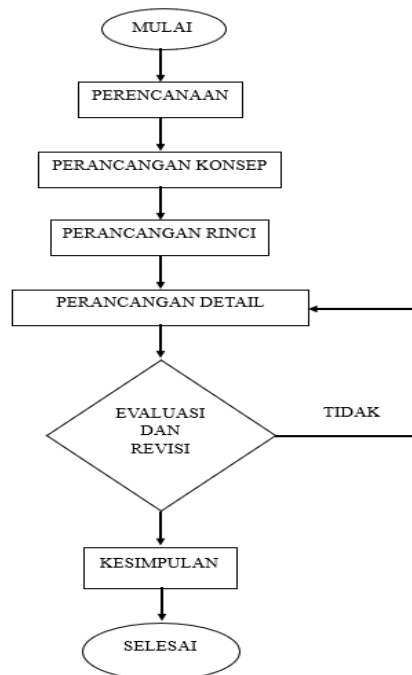 MULAI
PERENCANAAN
PERANCANGAN KONSEP
PERANCANGAN RINCI
PERANCANGAN DETAIL
EVALUASI
DAN
REVISI
TIDAK
KESIMPULAN
SELESAI